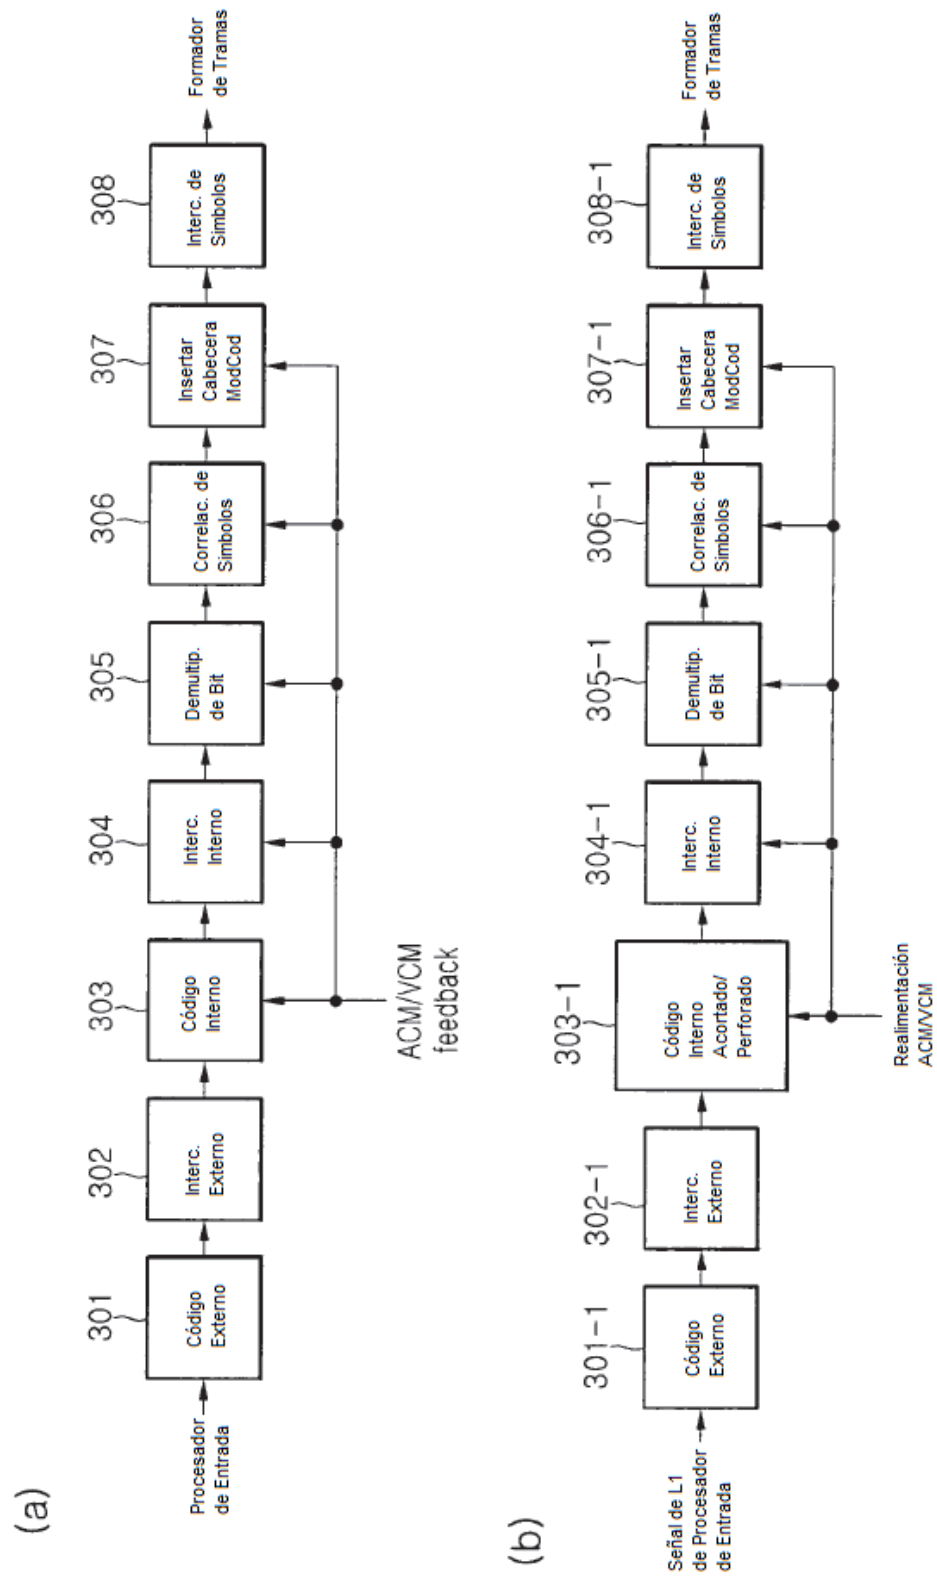 (a)
Procesador
de Entrada
301
Código
Externo
302
Interc.
Externo
303
Código
Interno
304
Interc.
Interno
305
Demultip.
de Bit
306
Correlac. de
Simbolos
307
Insertar
Cabecera
ModCod
308
Interc. de
Simbolos
Formador
de Tramas
ACM/VCM
feedback
(b)
Señal de L1
de Procesador
de Entrada
301-1
Código
Externo
302-1
Interc.
Externo
303-1
Código
Interno
Acortado/
Perforado
304-1
Interc.
Interno
305-1
Demultip.
de Bit
306-1
Correlac. de
Simbolos
307-1
Insertar
Cabecera
ModCod
308-1
Interc. de
Simbolos
Formador
de Tramas
Realimentación
ACM/VCM